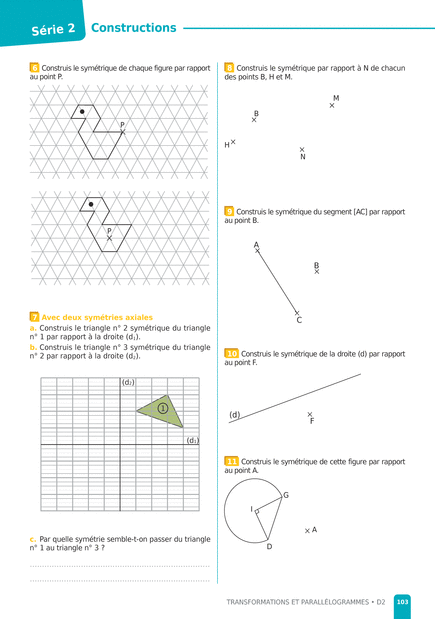 Série 2
Constructions
6 Construis le symétrique de chaque figure par rapport
au point P.
P
P
7 Avec deux symétries axiales
a. Construis le triangle n° 2 symétrique du triangle
n° 1 par rapport à la droite (d₁).
b. Construis le triangle n° 3 symétrique du triangle
n° 2 par rapport à la droite (d₂).
(d₂)
1
(d₁)
c. Par quelle symétrie semble-t-on passer du triangle
n° 1 au triangle n° 3 ?
8 Construis le symétrique par rapport à N de chacun
des points B, H et M.
M
B
H
N
9 Construis le symétrique du segment [AC] par rapport
au point B.
A
B
C
10 Construis le symétrique de la droite (d) par rapport
au point F.
(d)
F
11 Construis le symétrique de cette figure par rapport
au point A.
G
I
A
D
TRANSFORMATIONS ET PARALLÉLOGRAMMES • D2
103